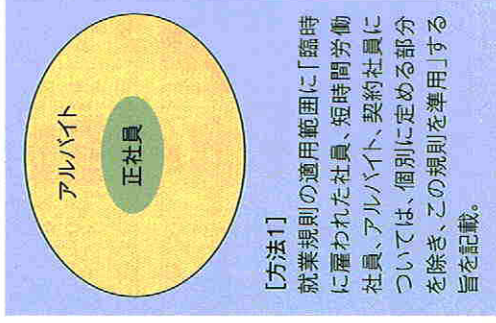 アルバイト
正社員
[方法1]
就業規則の適用範囲に「臨時
に雇われた社員、短時間労働
社員、アルバイト、契約社員に
ついては、個別に定める部分
を除き、この規則を準用」する
旨を記載。